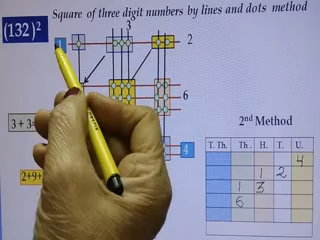 Square of three digit numbers by lines and dots method
3
(132)²
1
2
6
3 + 3=
4
2nd Method
T. Th. Th. H. T. U.
4
1 2
1 3
6
2+9+